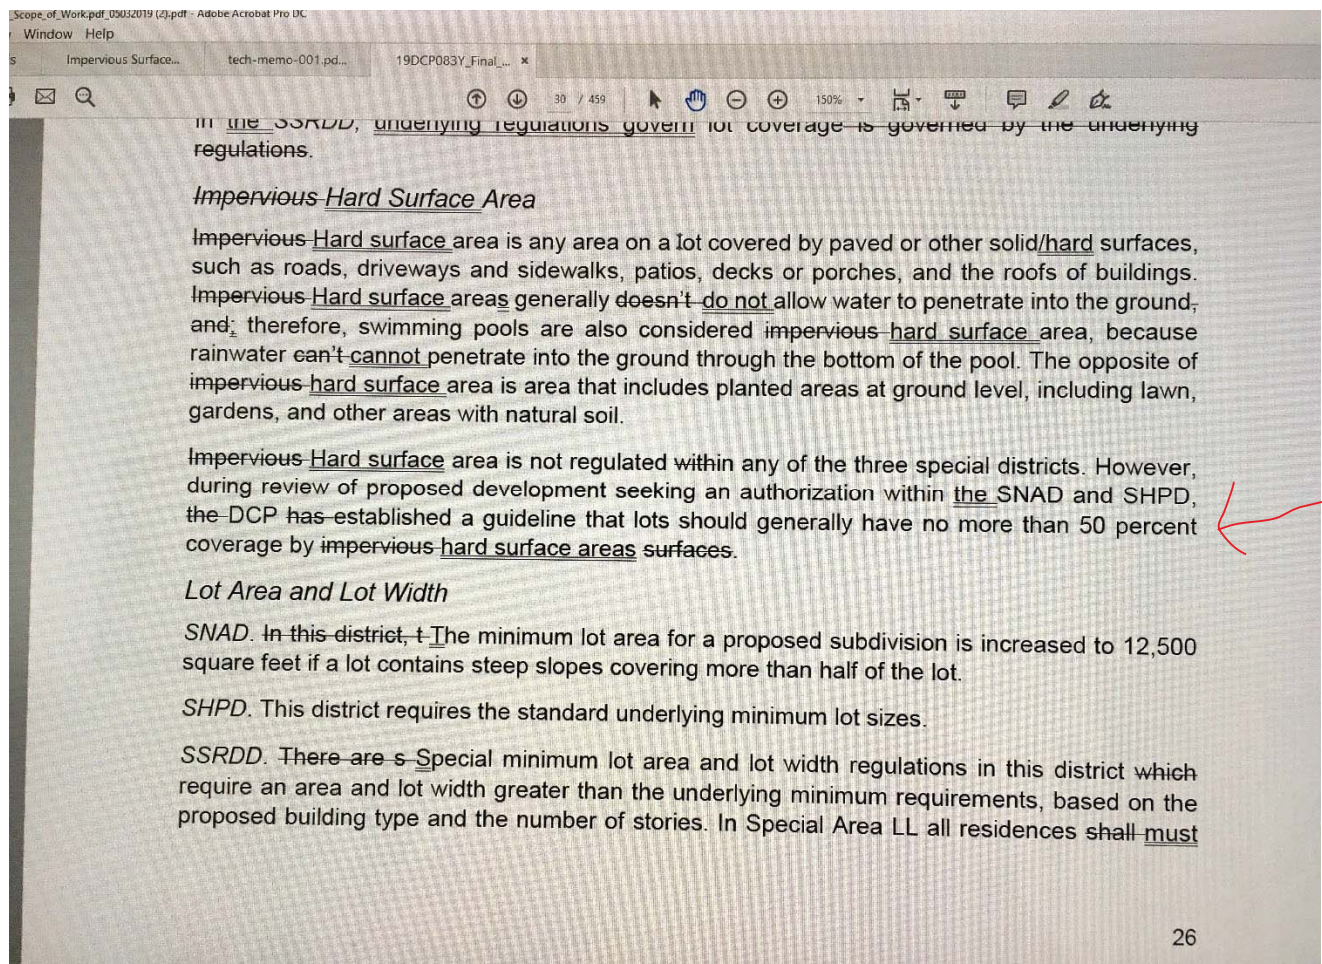 _Scope_of_Work.pdf_05032019 (2).pdf - Adobe Acrobat Pro DC
Window Help
s Impervious Surface... tech-memo-001.pd... 19DCP083Y_Final_... ×
30 / 459 150%
in the SSRDD, underlying regulations govern lot coverage is governed by the underlying
regulations.
Impervious Hard Surface Area
Impervious Hard surface area is any area on a lot covered by paved or other solid/hard surfaces,
such as roads, driveways and sidewalks, patios, decks or porches, and the roofs of buildings.
Impervious Hard surface areas generally doesn't do not allow water to penetrate into the ground,
and; therefore, swimming pools are also considered impervious hard surface area, because
rainwater can't cannot penetrate into the ground through the bottom of the pool. The opposite of
impervious hard surface area is area that includes planted areas at ground level, including lawn,
gardens, and other areas with natural soil.
Impervious Hard surface area is not regulated within any of the three special districts. However,
during review of proposed development seeking an authorization within the SNAD and SHPD,
the DCP has established a guideline that lots should generally have no more than 50 percent
coverage by impervious hard surface areas surfaces.
Lot Area and Lot Width
SNAD. In this district, t The minimum lot area for a proposed subdivision is increased to 12,500
square feet if a lot contains steep slopes covering more than half of the lot.
SHPD. This district requires the standard underlying minimum lot sizes.
SSRDD. There are s Special minimum lot area and lot width regulations in this district which
require an area and lot width greater than the underlying minimum requirements, based on the
proposed building type and the number of stories. In Special Area LL all residences shall must
26